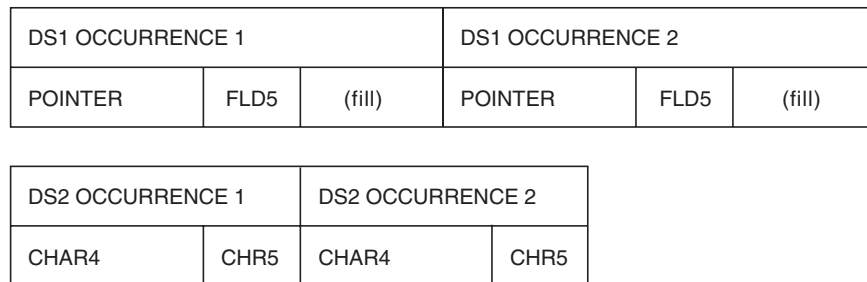 DS1 OCCURRENCE 1 DS1 OCCURRENCE 2
POINTER FLD5 (fill) POINTER FLD5 (fill)
DS2 OCCURRENCE 1 DS2 OCCURRENCE 2
CHAR4 CHR5 CHAR4 CHR5